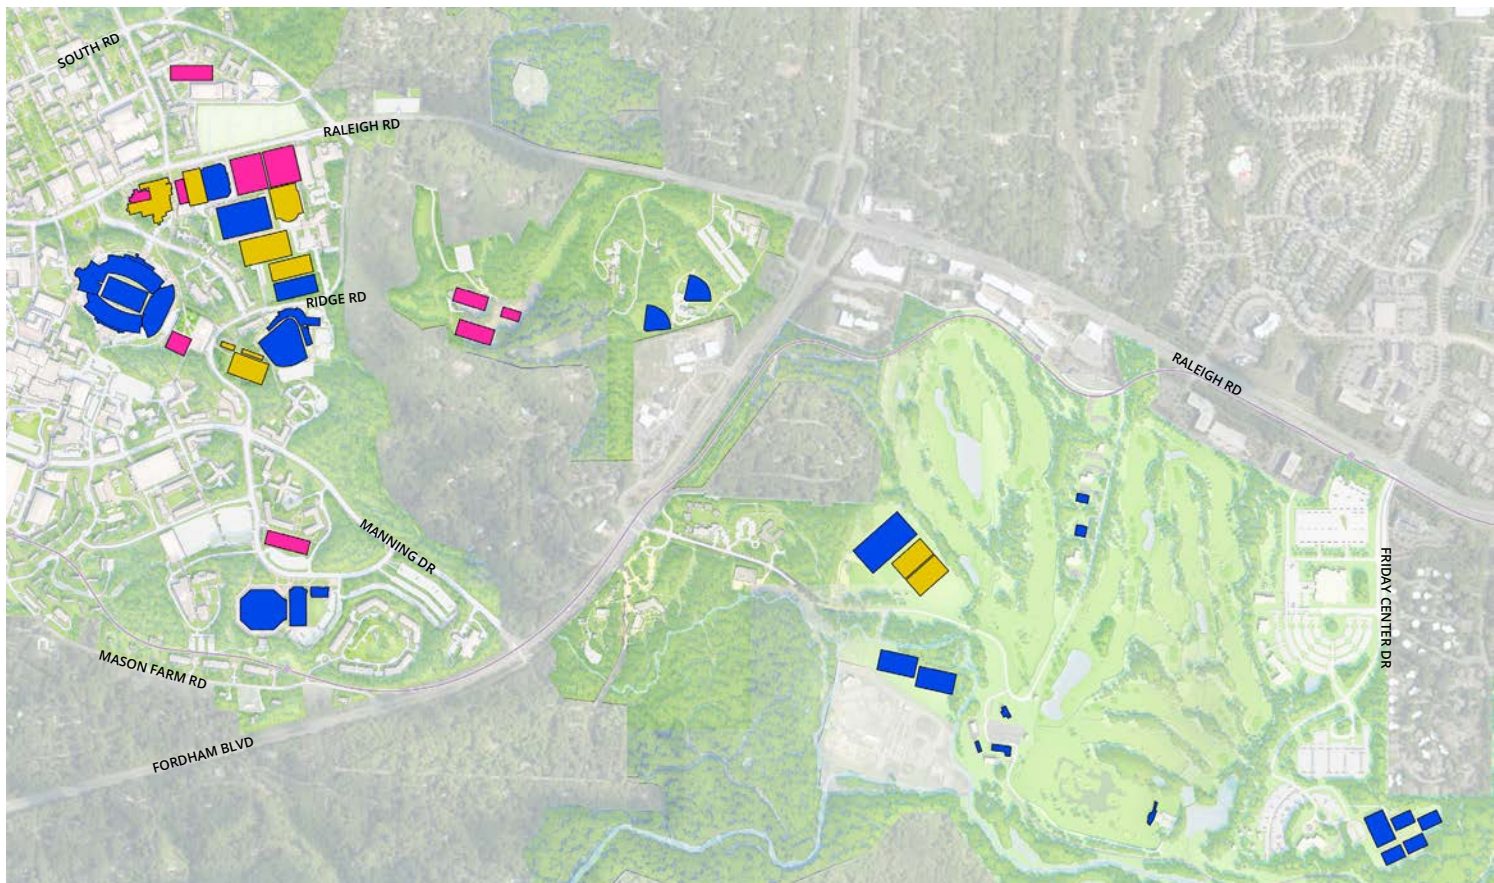 SOUTH RD
RALEIGH RD
RIDGE RD
RALEIGH RD
MANNING DR
FRIDAY CENTER DR
MASON FARM RD
FORDHAM BLVD